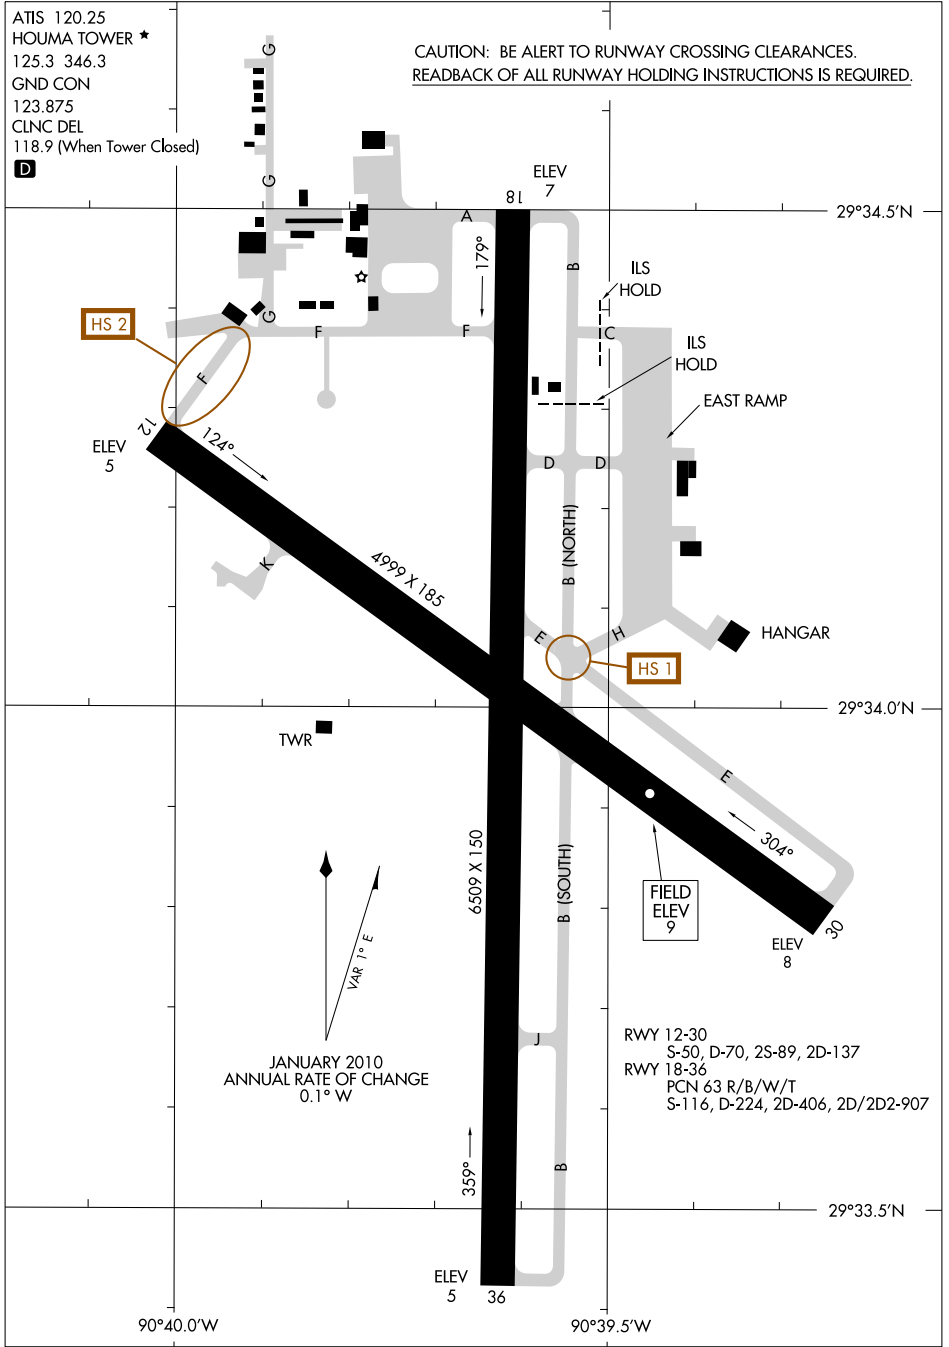 ATIS 120.25
HOUMA TOWER ★
125.3 346.3
GND CON
123.875
CLNC DEL
118.9 (When Tower Closed)
D
CAUTION: BE ALERT TO RUNWAY CROSSING CLEARANCES.
READBACK OF ALL RUNWAY HOLDING INSTRUCTIONS IS REQUIRED.
G
G
G
ELEV
7
18
A
179°
B
29°34.5'N
ILS
HOLD
HS 2
F
F
C
ILS
HOLD
F
EAST RAMP
12
ELEV
5
124°
D
D
K
4999 X 185
B (NORTH)
E
H
HANGAR
HS 1
29°34.0'N
TWR
E
304°
6509 X 150
B (SOUTH)
FIELD
ELEV
9
30
ELEV
8
VAR 1° E
JANUARY 2010
ANNUAL RATE OF CHANGE
0.1° W
J
RWY 12-30
S-50, D-70, 2S-89, 2D-137
RWY 18-36
PCN 63 R/B/W/T
S-116, D-224, 2D-406, 2D/2D2-907
359°
B
29°33.5'N
ELEV
5
36
90°40.0'W
90°39.5'W